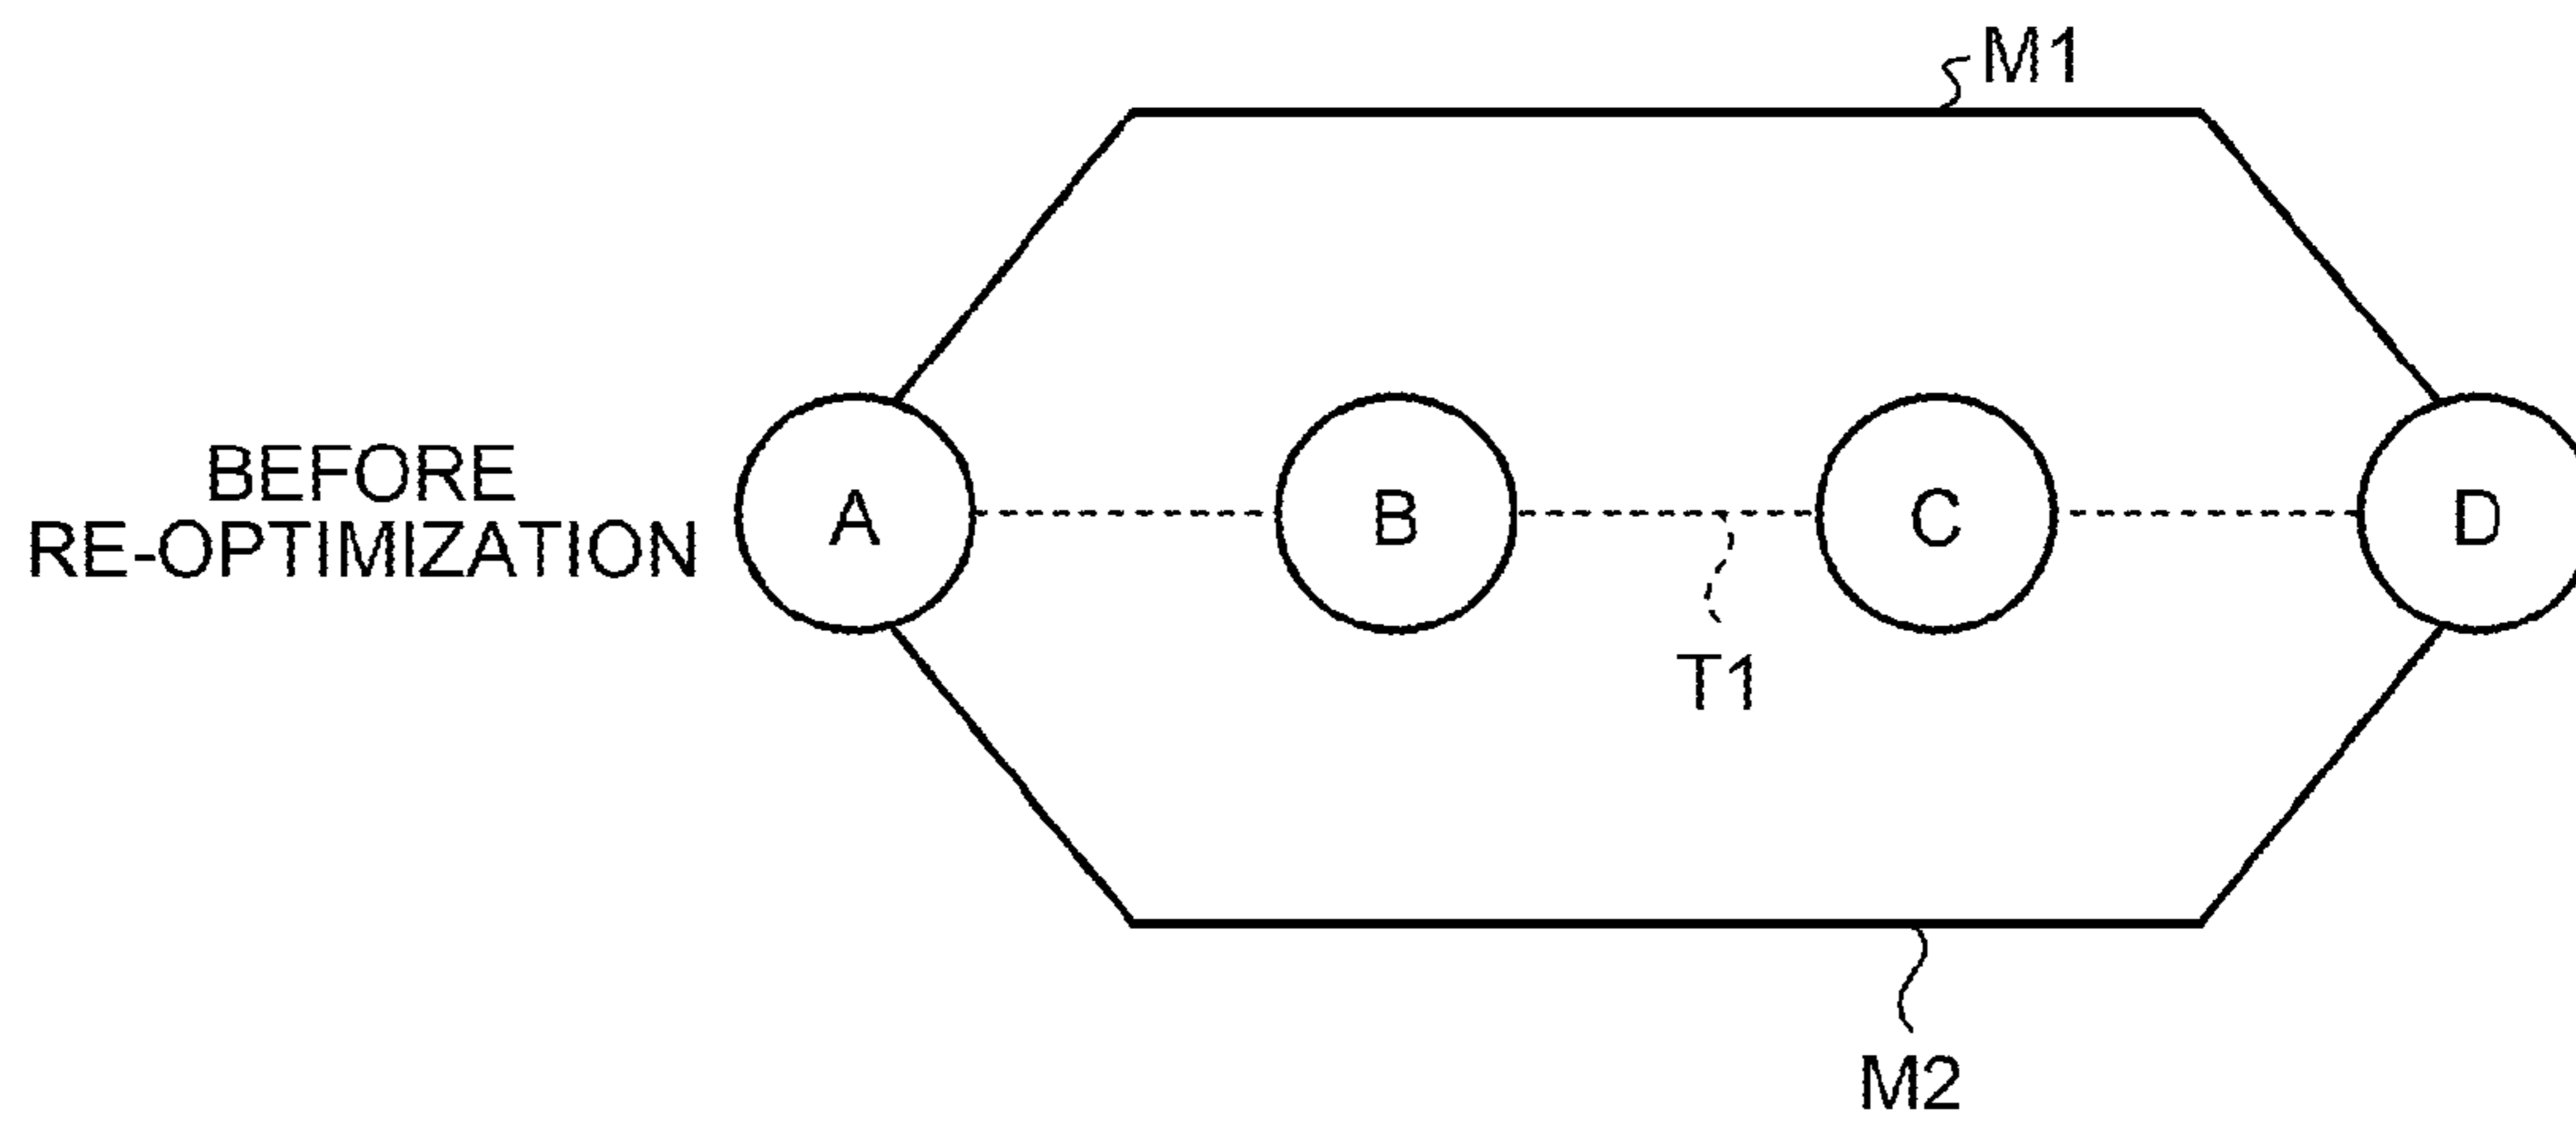 M1
BEFORE
RE-OPTIMIZATION
A
B
C
D
T1
M2